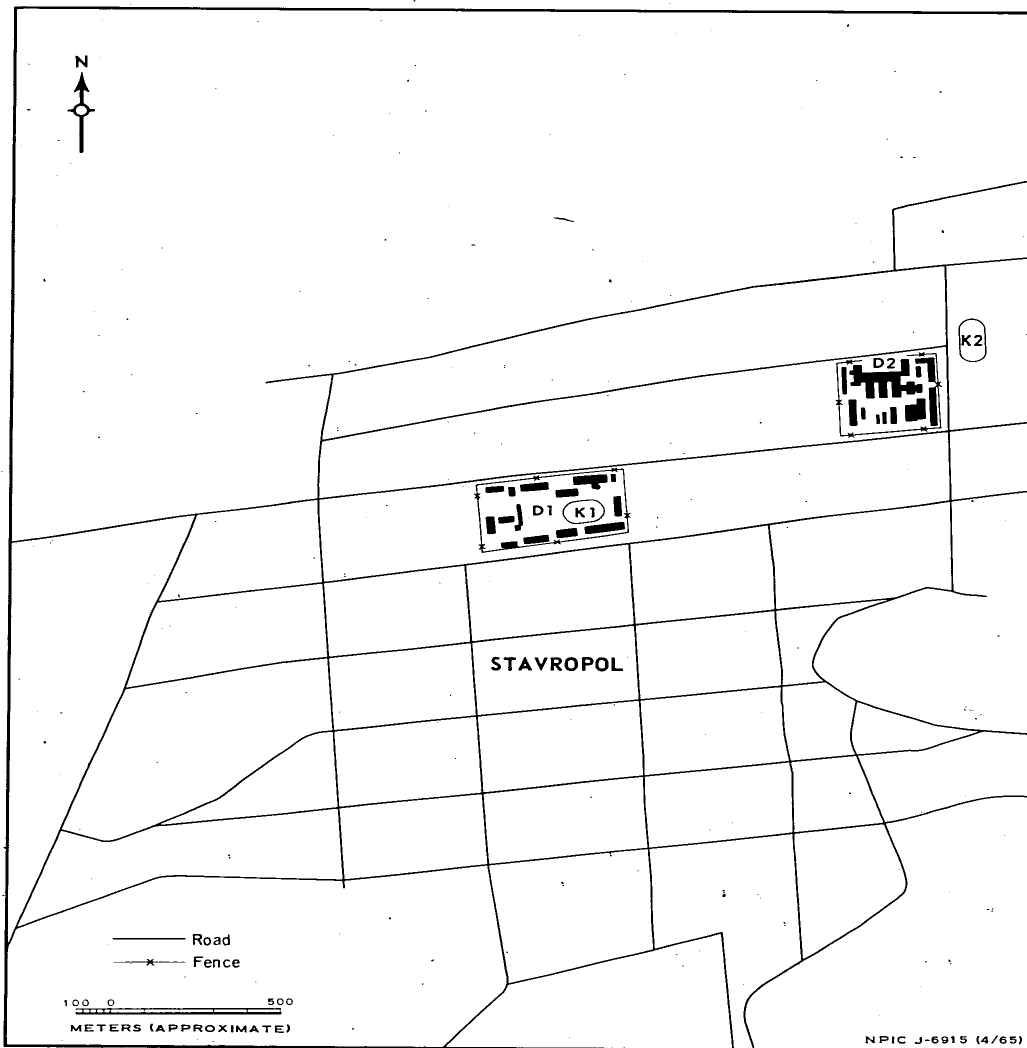 N
K2
D2
D1 K1
STAVROPOL
Road
Fence
100 0 500
METERS (APPROXIMATE)
NPIC J-6915 (4/65)